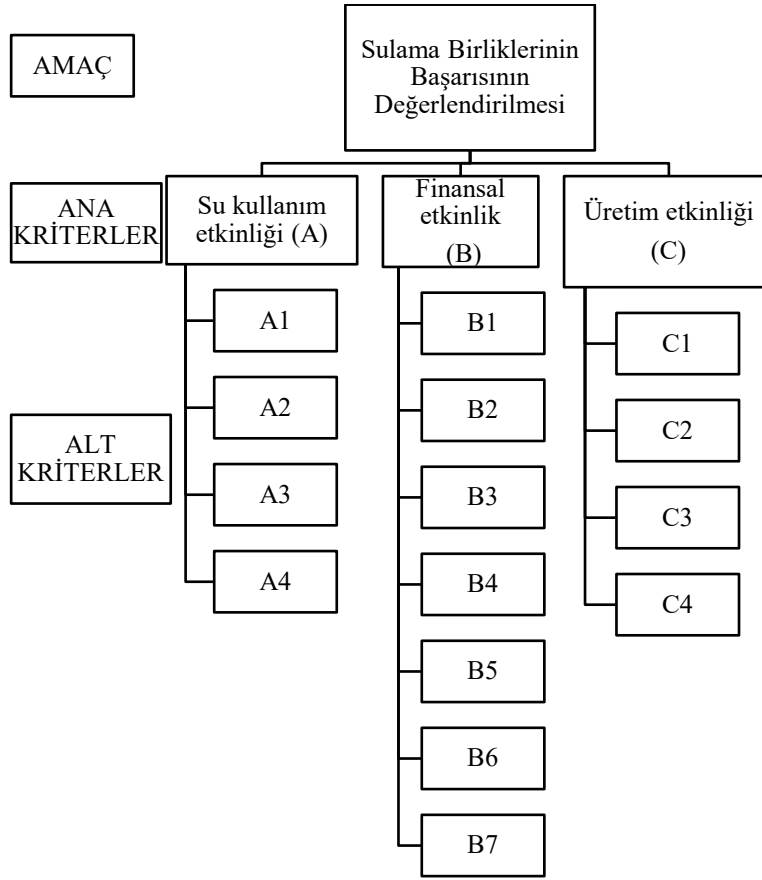 AMAÇ
Sulama Birliklerinin
Başarısının
Değerlendirilmesi
ANA
KRİTERLER
Su kullanım
etkinliği (A)
Finansal
etkinlik
(B)
Üretim etkinliği
(C)
ALT
KRİTERLER
A1
A2
A3
A4
B1
B2
B3
B4
B5
B6
B7
C1
C2
C3
C4